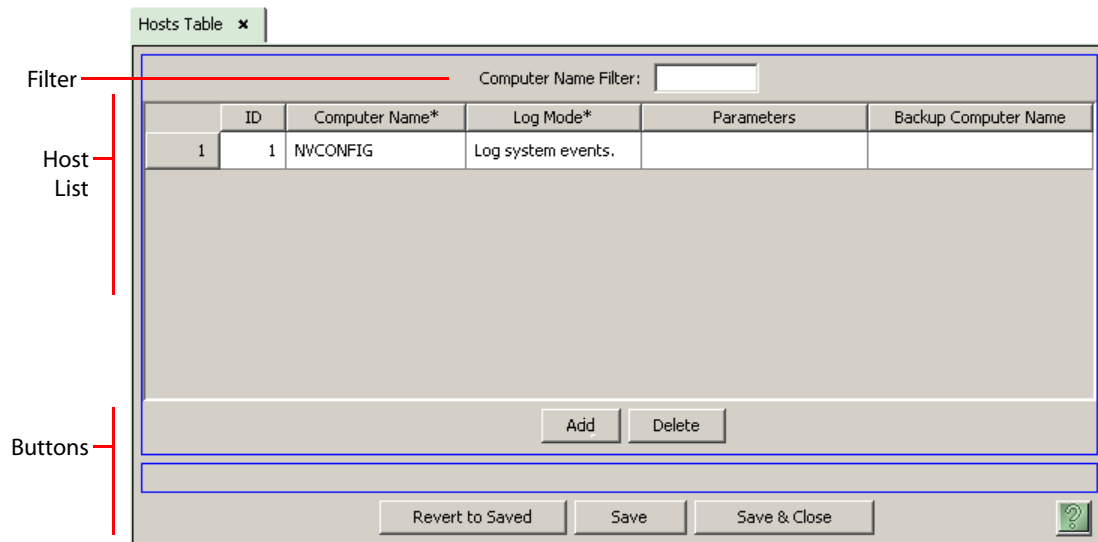 Hosts Table ×
Filter
Computer Name Filter:
ID Computer Name* Log Mode* Parameters Backup Computer Name
1 1 NVCONFIG Log system events.
Host
List
Add Delete
Buttons
Revert to Saved Save Save & Close ?